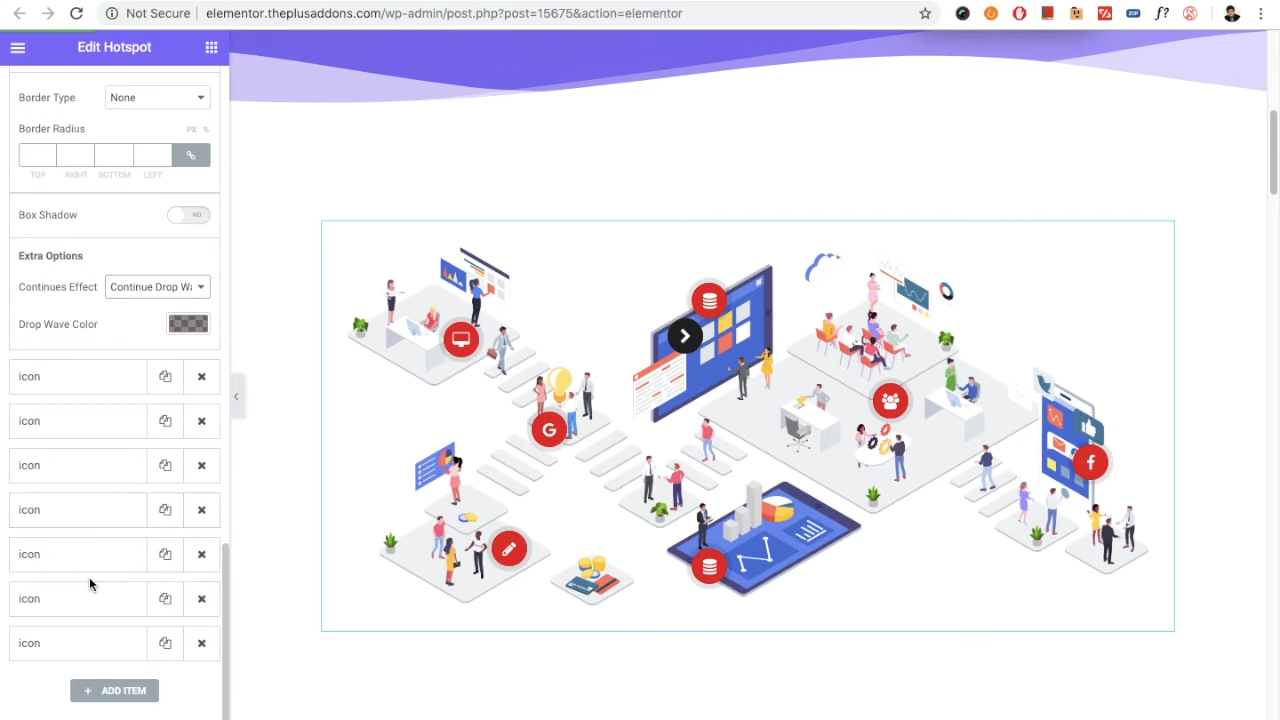 Not Secure
elementor.theplusaddons.com/wp-admin/post.php?post=15675&action=elementor
ZIP
f?
Edit Hotspot
Border Type
None
Border Radius
PX %
TOP RIGHT BOTTOM LEFT
Box Shadow
NO
Extra Options
Continues Effect
Continue Drop Wa
Drop Wave Color
icon
icon
icon
icon
icon
icon
icon
+ ADD ITEM
G
f